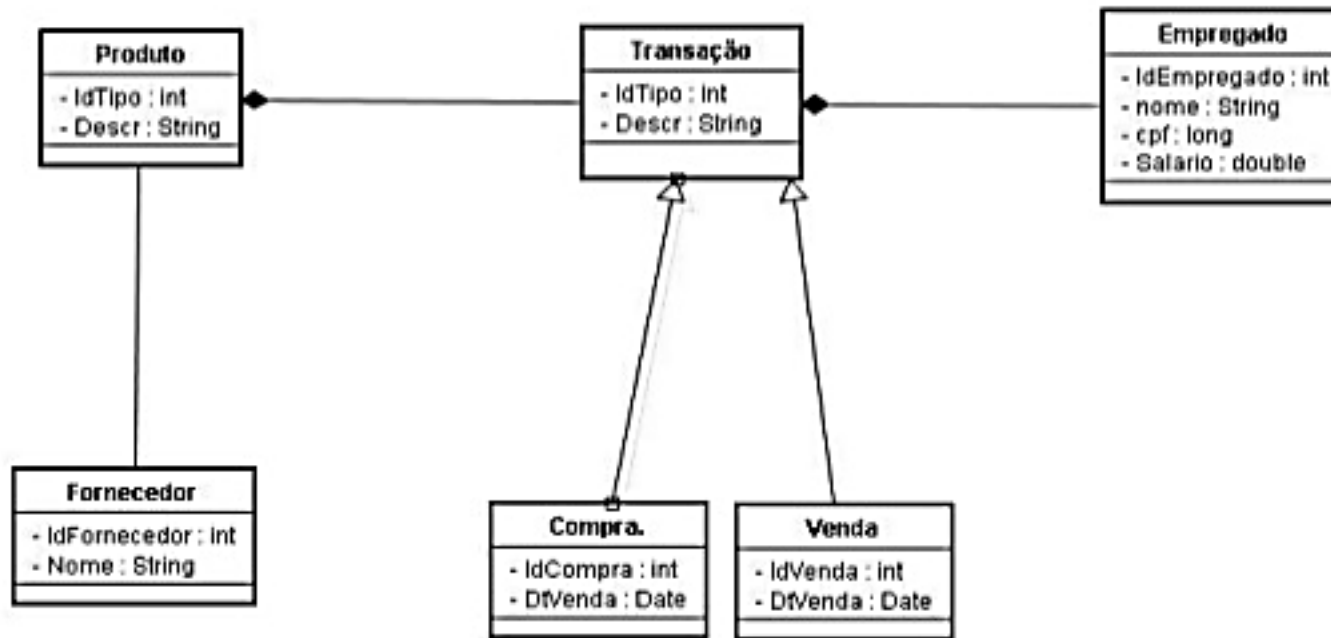 Produto
- IdTipo : int
- Descr : String
Transação
- IdTipo : int
- Descr : String
Empregado
- IdEmpregado : int
- nome : String
- cpf : long
- Salario : double
Fornecedor
- IdFornecedor : int
- Nome : String
Compra.
- IdCompra : int
- DtVenda : Date
Venda
- IdVenda : int
- DtVenda : Date